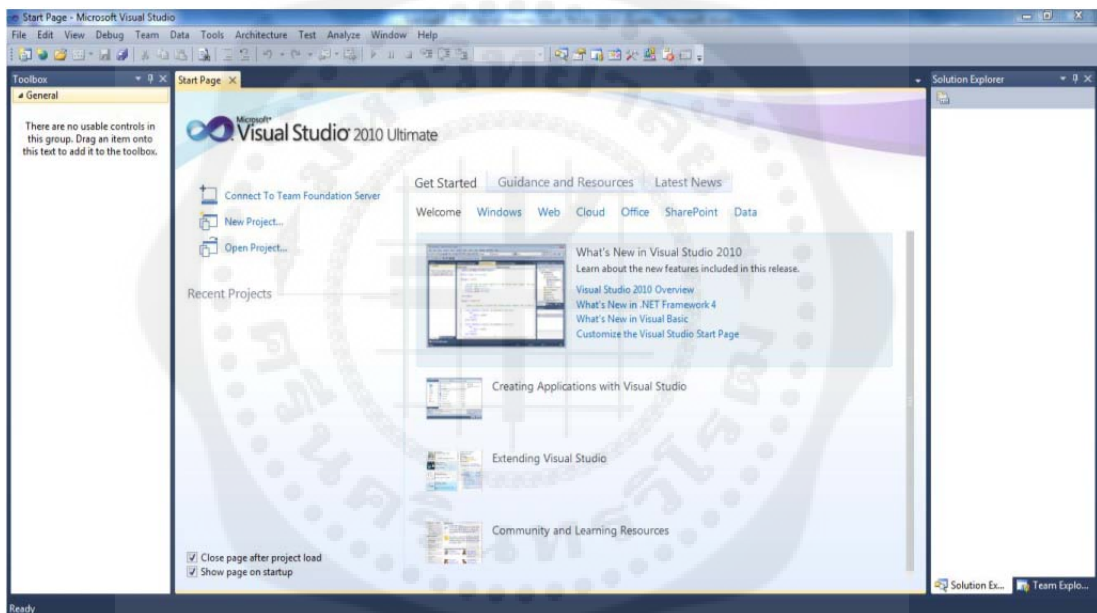 Start Page - Microsoft Visual Studio
File Edit View Debug Team Data Tools Architecture Test Analyze Window Help
Toolbox
General
There are no usable controls in
this group. Drag an item onto
this text to add it to the toolbox.
Start Page
Microsoft
Visual Studio 2010 Ultimate
Connect To Team Foundation Server
New Project...
Open Project...
Recent Projects
Close page after project load
Show page on startup
Get Started Guidance and Resources Latest News
Welcome Windows Web Cloud Office SharePoint Data
What's New in Visual Studio 2010
Learn about the new features included in this release.
Visual Studio 2010 Overview
What's New in .NET Framework 4
What's New in Visual Basic
Customize the Visual Studio Start Page
Creating Applications with Visual Studio
Extending Visual Studio
Community and Learning Resources
Solution Explorer
Solution Ex... Team Explo...
Ready